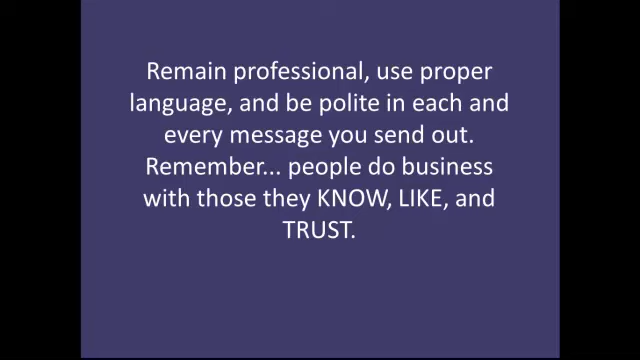 Remain professional, use proper
language, and be polite in each and
every message you send out.
Remember... people do business
with those they KNOW, LIKE, and
TRUST.